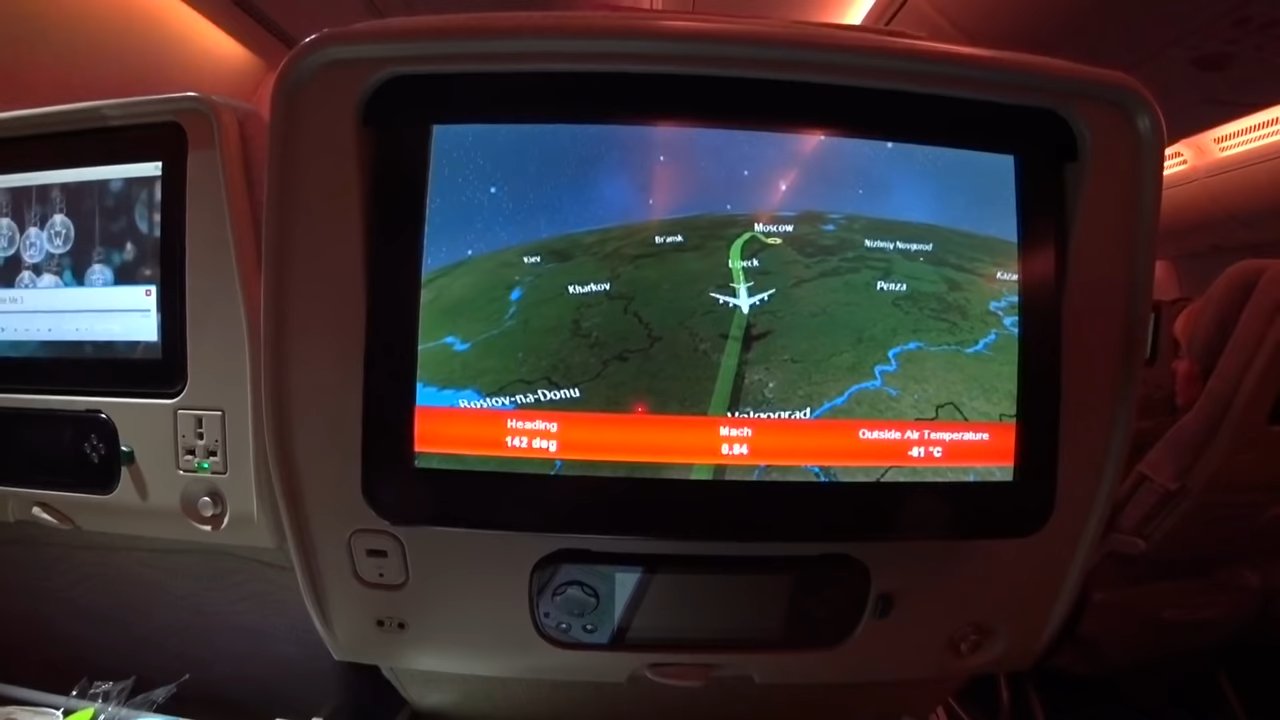 Moscow
Br'ansk
Nizhniy Novgorod
Kiev
Lipeck
Kharkov
Penza
Kazan
Rostov-na-Donu
Volgograd
Heading
142 deg
Mach
0.84
Outside Air Temperature
-61 °C
W
W
W